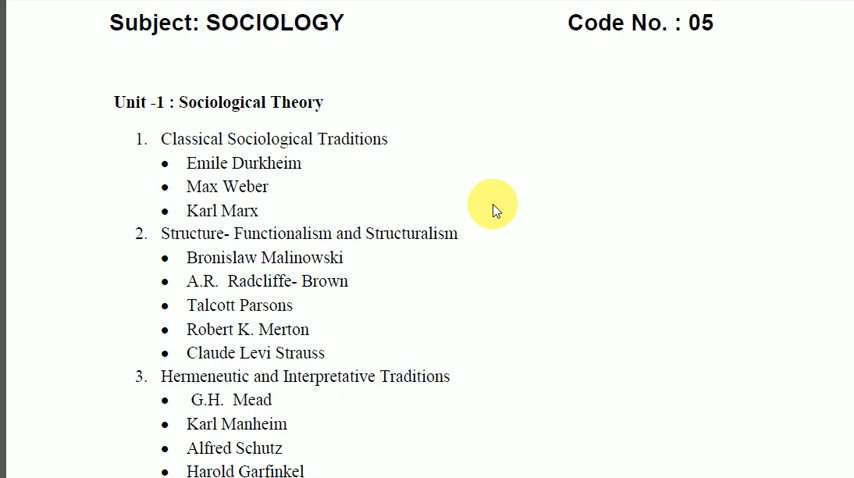 Subject: SOCIOLOGY Code No. : 05
Unit -1 : Sociological Theory
1. Classical Sociological Traditions
• Emile Durkheim
• Max Weber
• Karl Marx
2. Structure- Functionalism and Structuralism
• Bronislaw Malinowski
• A.R. Radcliffe- Brown
• Talcott Parsons
• Robert K. Merton
• Claude Levi Strauss
3. Hermeneutic and Interpretative Traditions
• G.H. Mead
• Karl Manheim
• Alfred Schutz
• Harold Garfinkel